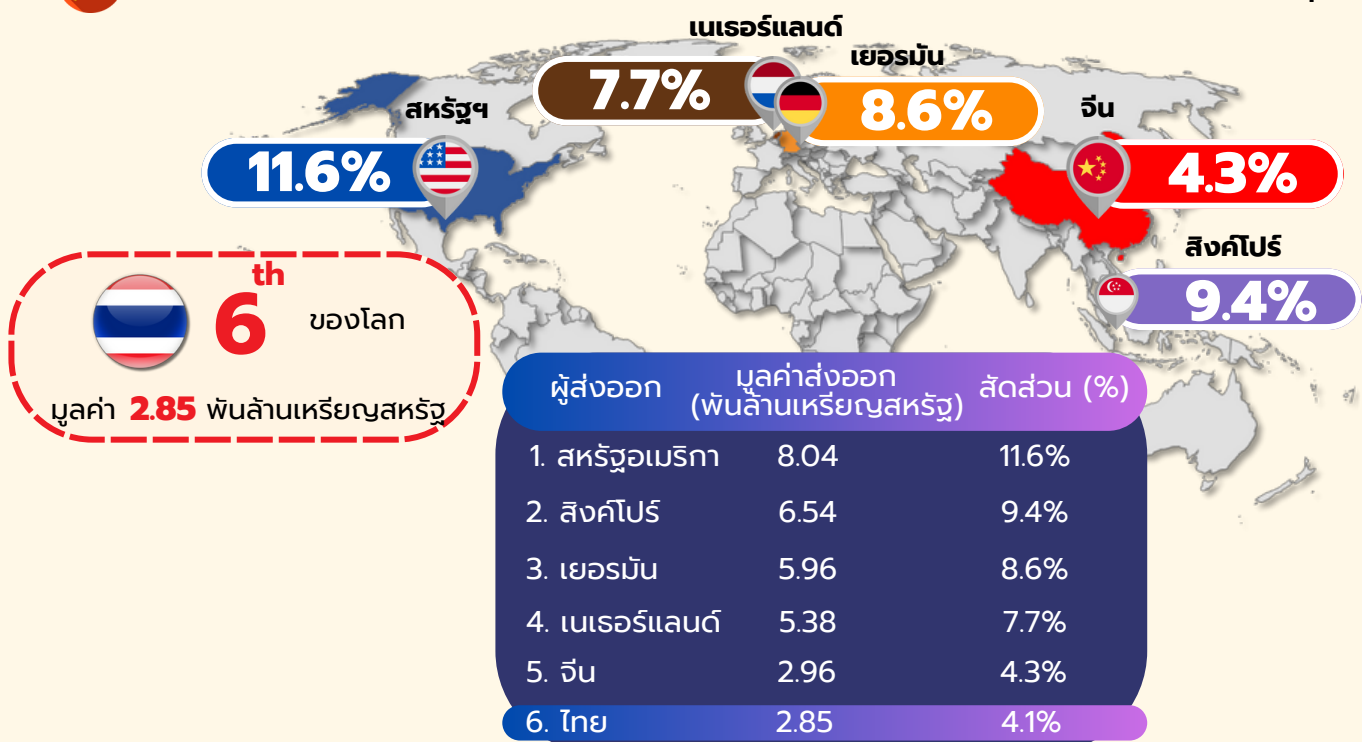 เนเธอร์แลนด์
7.7%
เยอรมัน
8.6%
สหรัฐฯ
11.6%
จีน
4.3%
สิงค์โปร์
9.4%
6th ของโลก
มูลค่า 2.85 พันล้านเหรียญสหรัฐ
ผู้ส่งออก มูลค่าส่งออก (พันล้านเหรียญสหรัฐ) สัดส่วน (%)
1. สหรัฐอเมริกา 8.04 11.6%
2. สิงค์โปร์ 6.54 9.4%
3. เยอรมัน 5.96 8.6%
4. เนเธอร์แลนด์ 5.38 7.7%
5. จีน 2.96 4.3%
6. ไทย 2.85 4.1%